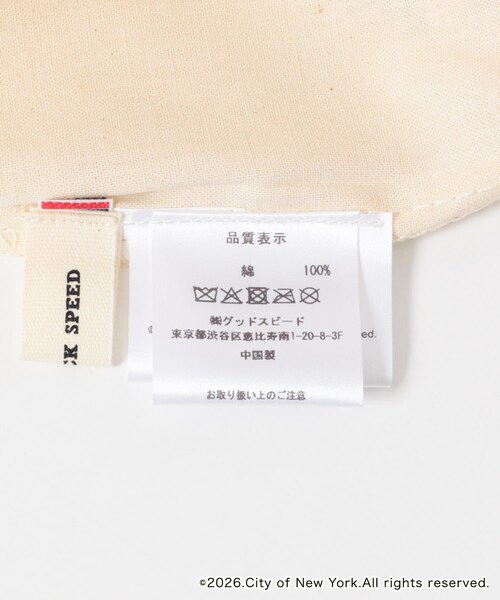 品質表示
綿 100%
㈱グッドスピード
東京都渋谷区恵比寿南1-20-8-3F
中国製
お取り扱い上のご注意
ed.
CK SPEED
©2026.City of New York.All rights reserved.